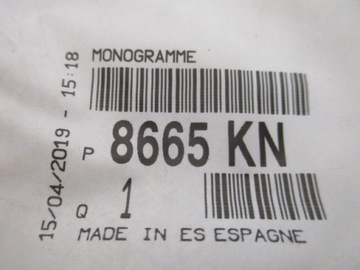 MONOGRAMME
P 8665 KN
Q 1
MADE IN ES ESPAGNE
15/04/2019 - 15:18